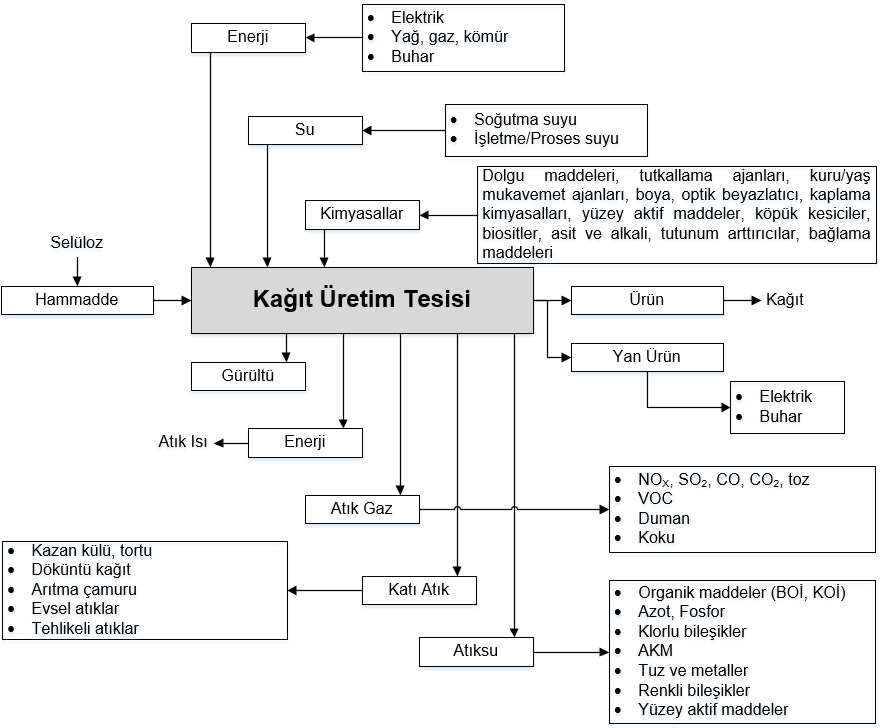 Enerji
• Elektrik
• Yağ, gaz, kömür
• Buhar
Su
• Soğutma suyu
• İşletme/Proses suyu
Kimyasallar
Dolgu maddeleri, tutkallama ajanları, kuru/yaş
mukavemet ajanları, boya, optik beyazlatıcı, kaplama
kimyasalları, yüzey aktif maddeler, köpük kesiciler,
biositler, asit ve alkali, tutunum arttırıcılar, bağlama
maddeleri
Selüloz
Hammadde
Kağıt Üretim Tesisi
Ürün
Kağıt
Yan Ürün
• Elektrik
• Buhar
Gürültü
Enerji
Atık Isı
Atık Gaz
• NOX, SO2, CO, CO2, toz
• VOC
• Duman
• Koku
Katı Atık
• Kazan külü, tortu
• Döküntü kağıt
• Arıtma çamuru
• Evsel atıklar
• Tehlikeli atıklar
Atıksu
• Organik maddeler (BOİ, KOİ)
• Azot, Fosfor
• Klorlu bileşikler
• AKM
• Tuz ve metaller
• Renkli bileşikler
• Yüzey aktif maddeler